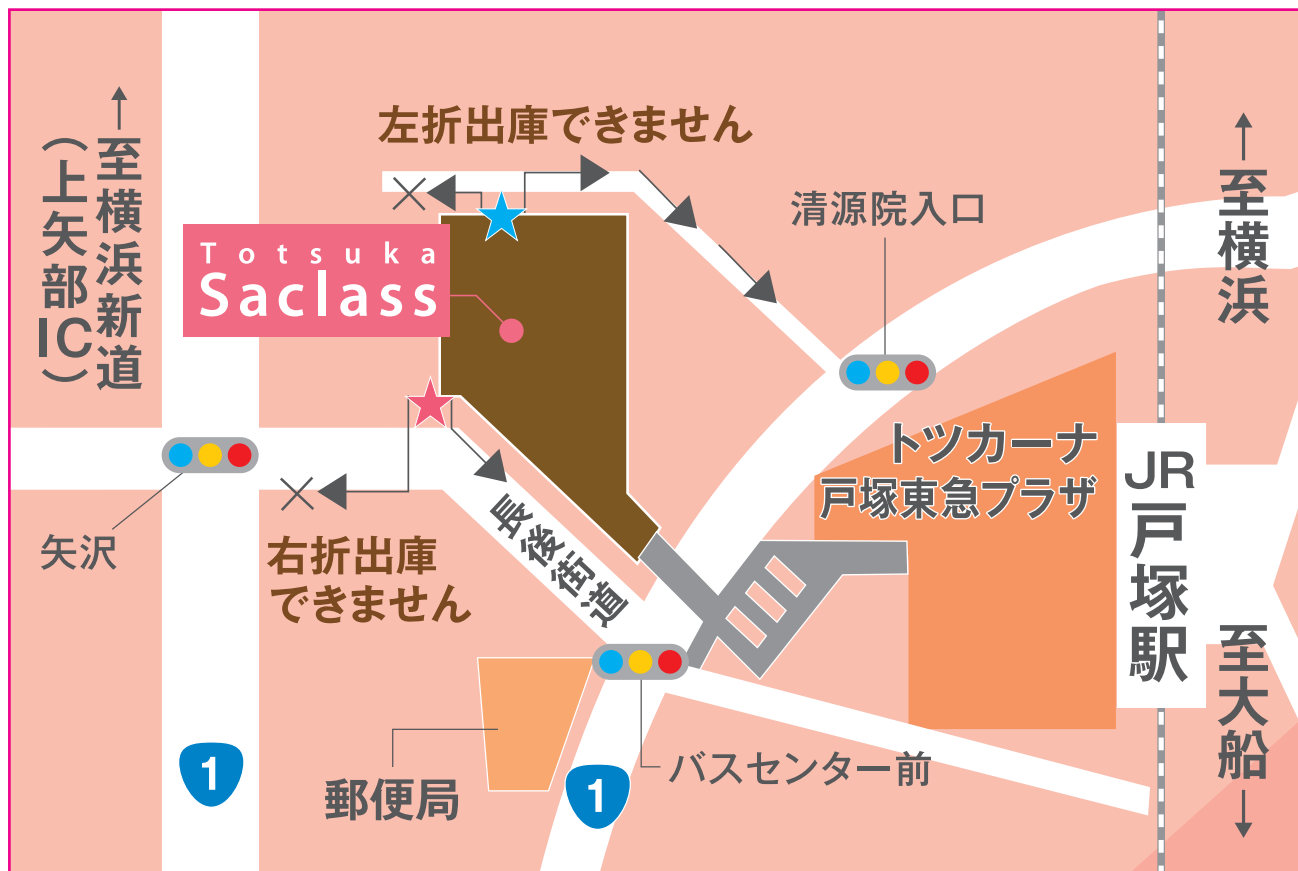 左折出庫できません
至横浜新道
(上矢部IC)
清源院入口
至横浜
Totsuka
Saclass
トツカーナ
戸塚東急プラザ
JR戸塚駅
矢沢
右折出庫
できません
長後街道
至大船
バスセンター前
郵便局
1
1